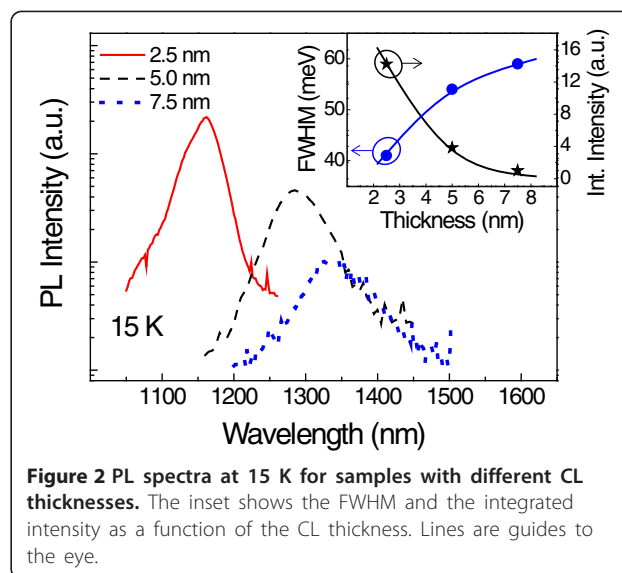 2.5 nm
5.0 nm
7.5 nm
PL Intensity (a.u.)
15 K
1100 1200 1300 1400 1500 1600
Wavelength (nm)
60
50
40
FWHM (meV)
16
12
8
4
0
Int. Intensity (a.u.)
2 3 4 5 6 7 8
Thickness (nm)
Figure 2 PL spectra at 15 K for samples with different CL
thicknesses. The inset shows the FWHM and the integrated
intensity as a function of the CL thickness. Lines are guides to
the eye.